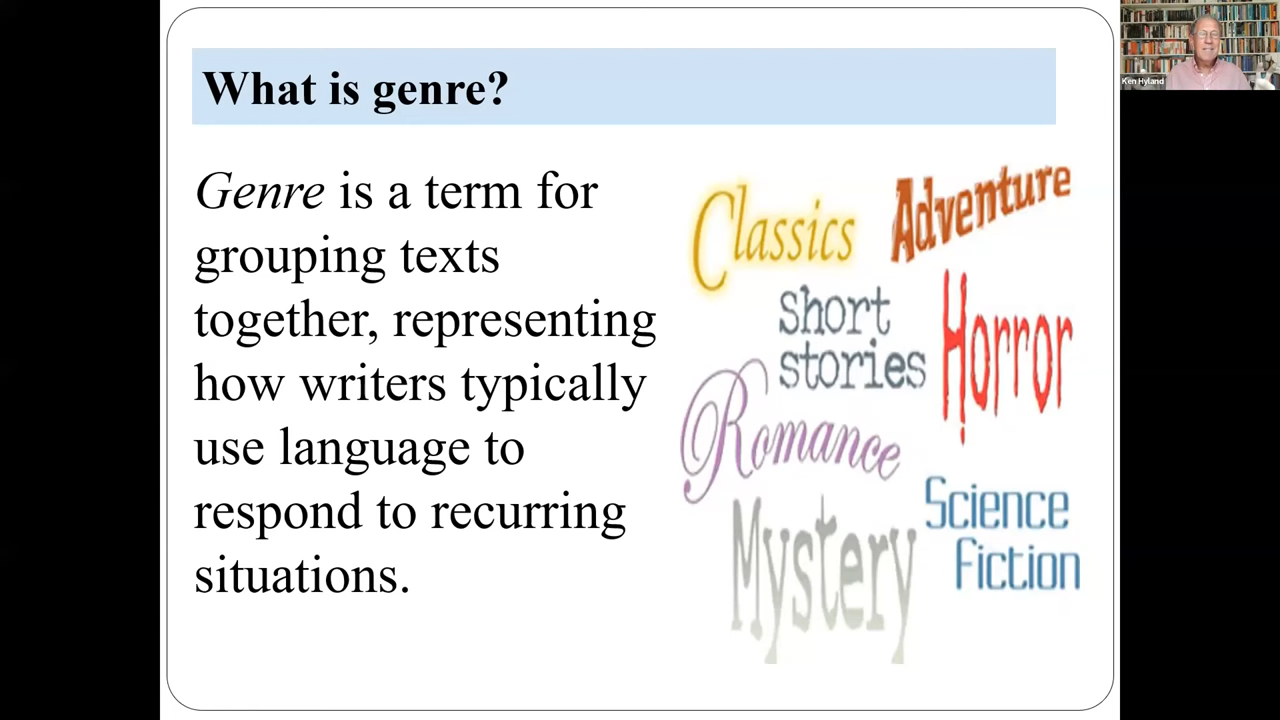 What is genre?
Genre is a term for
grouping texts
together, representing
how writers typically
use language to
respond to recurring
situations.
Classics
Adventure
short
stories
Horror
Romance
Mystery
Science
Fiction
Ken Hyland